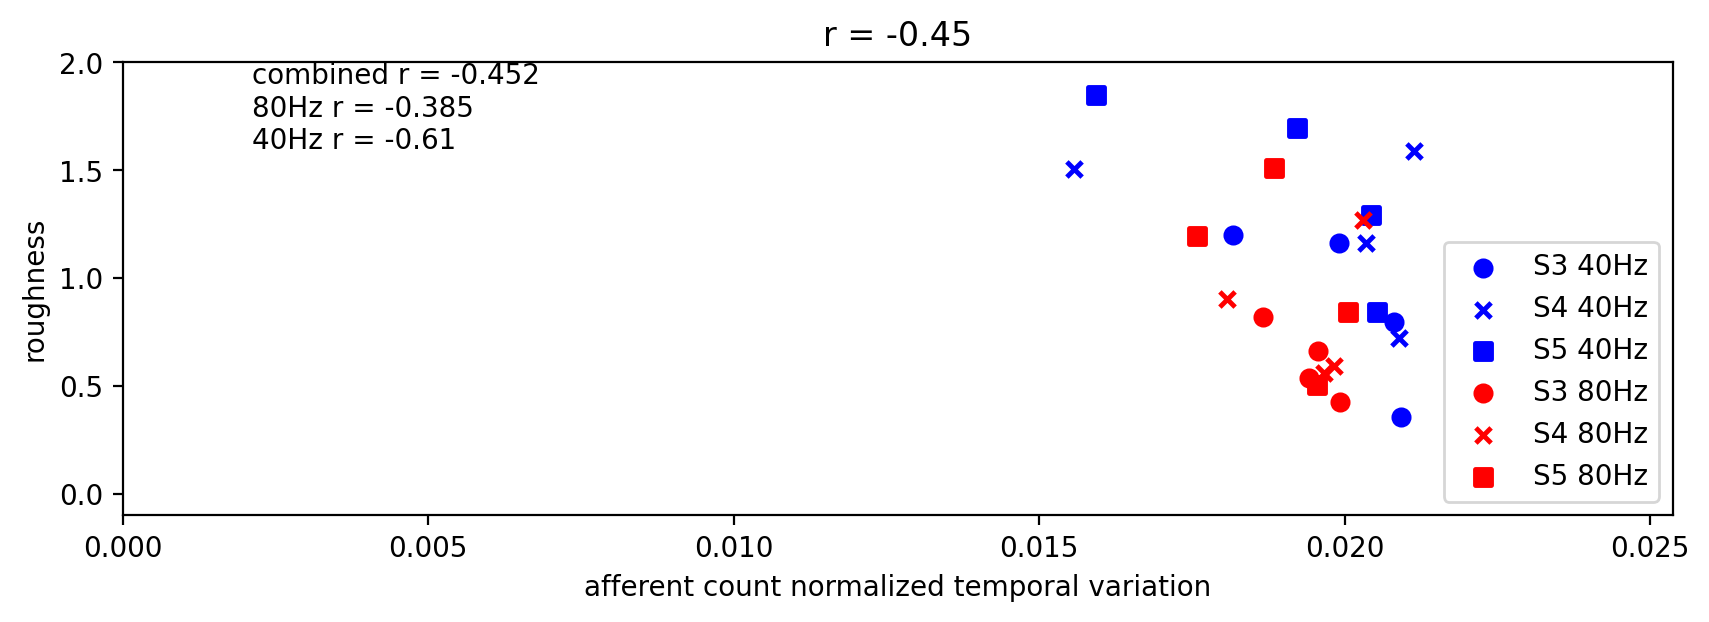 r = -0.45
combined r = -0.452
80Hz r = -0.385
40Hz r = -0.61
2.0
1.5
1.0
0.5
0.0
roughness
S3 40Hz
S4 40Hz
S5 40Hz
S3 80Hz
S4 80Hz
S5 80Hz
0.000 0.005 0.010 0.015 0.020 0.025
afferent count normalized temporal variation